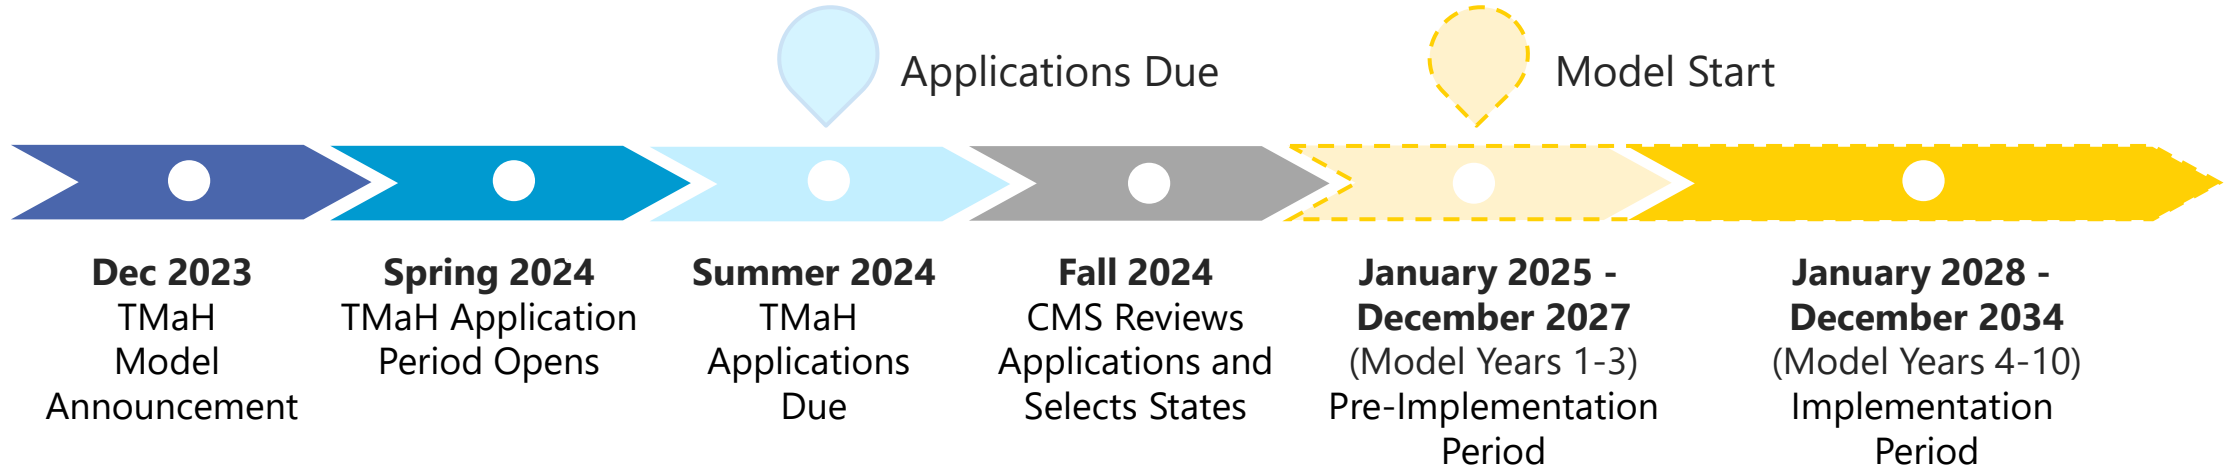 Applications Due
Model Start
Dec 2023
TMaH
Model
Announcement
Spring 2024
TMaH Application
Period Opens
Summer 2024
TMaH
Applications
Due
Fall 2024
CMS Reviews
Applications and
Selects States
January 2025 -
December 2027
(Model Years 1-3)
Pre-Implementation
Period
January 2028 -
December 2034
(Model Years 4-10)
Implementation
Period